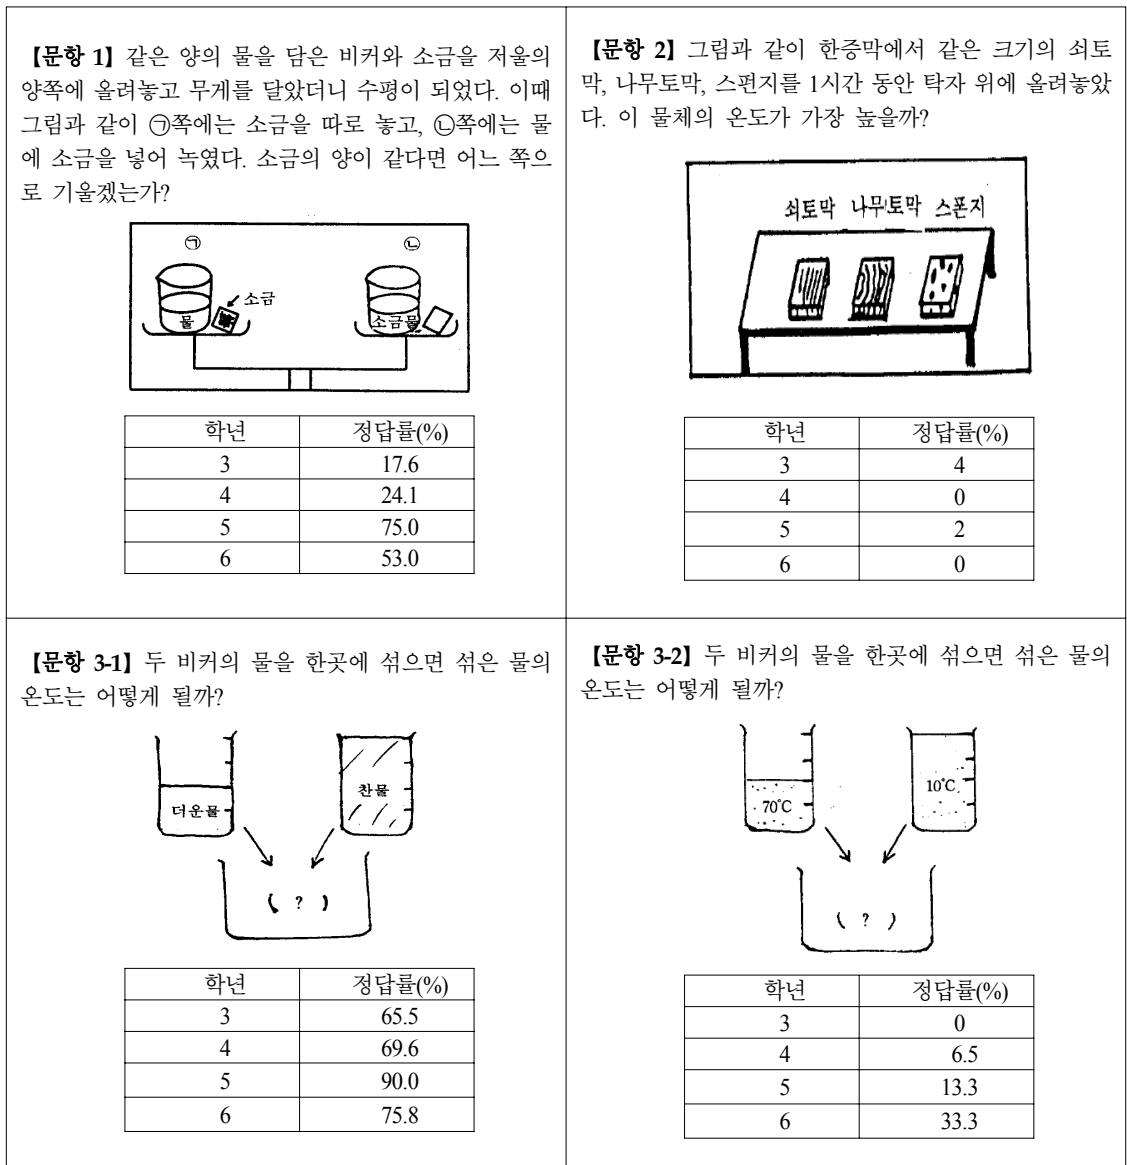 【문항 1】 같은 양의 물을 담은 비커와 소금을 저울의
양쪽에 올려놓고 무게를 달았더니 수평이 되었다. 이때
그림과 같이 ㉠쪽에는 소금을 따로 놓고, ㉡쪽에는 물
에 소금을 넣어 녹였다. 소금의 양이 같다면 어느 쪽으
로 기울겠는가?
㉠ ㉡
소금
물 소금물
학년 정답률(%)
3 17.6
4 24.1
5 75.0
6 53.0
【문항 2】 그림과 같이 한증막에서 같은 크기의 쇠토
막, 나무토막, 스펀지를 1시간 동안 탁자 위에 올려놓았
다. 이 물체의 온도가 가장 높을까?
쇠토막 나무토막 스폰지
학년 정답률(%)
3 4
4 0
5 2
6 0
【문항 3-1】 두 비커의 물을 한곳에 섞으면 섞은 물의
온도는 어떻게 될까?
더운물 찬물
( ? )
학년 정답률(%)
3 65.5
4 69.6
5 90.0
6 75.8
【문항 3-2】 두 비커의 물을 한곳에 섞으면 섞은 물의
온도는 어떻게 될까?
70℃ 10℃
( ? )
학년 정답률(%)
3 0
4 6.5
5 13.3
6 33.3